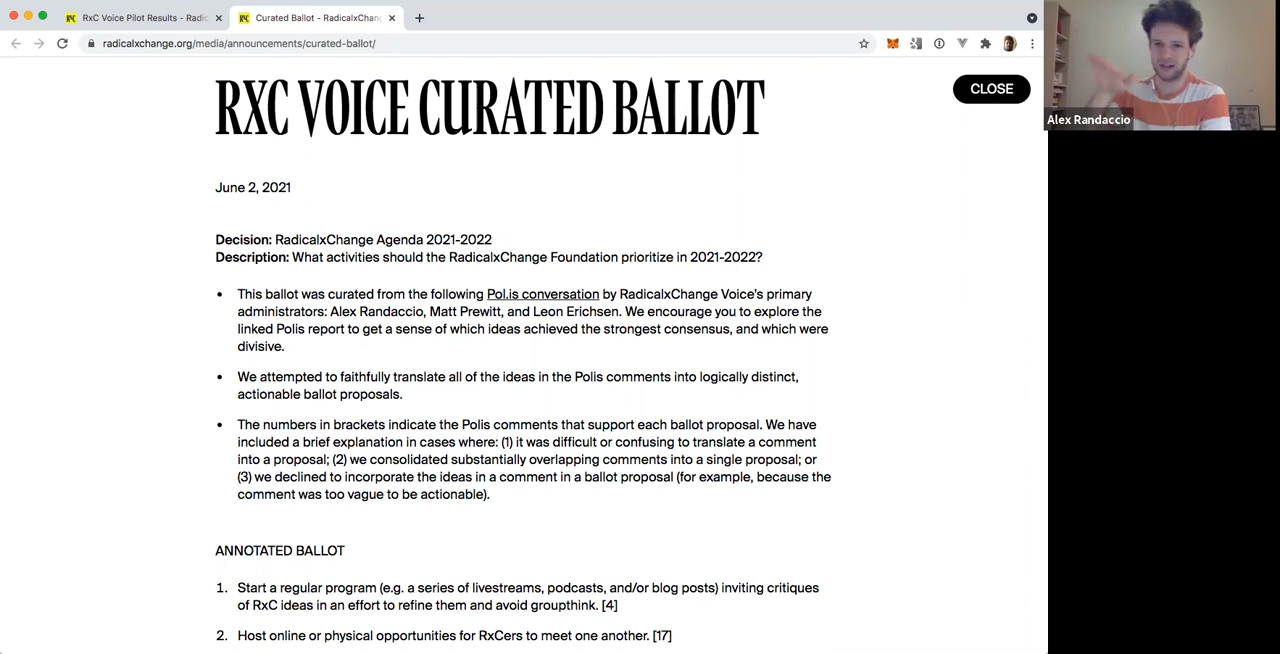 RxC Voice Pilot Results - Radic
Curated Ballot - RadicalxChang
radicalxchange.org/media/announcements/curated-ballot/
RXC VOICE CURATED BALLOT
CLOSE
Alex Randaccio
June 2, 2021
Decision: RadicalxChange Agenda 2021-2022
Description: What activities should the RadicalxChange Foundation prioritize in 2021-2022?
• This ballot was curated from the following Pol.is conversation by RadicalxChange Voice's primary
administrators: Alex Randaccio, Matt Prewitt, and Leon Erichsen. We encourage you to explore the
linked Polis report to get a sense of which ideas achieved the strongest consensus, and which were
divisive.
• We attempted to faithfully translate all of the ideas in the Polis comments into logically distinct,
actionable ballot proposals.
• The numbers in brackets indicate the Polis comments that support each ballot proposal. We have
included a brief explanation in cases where: (1) it was difficult or confusing to translate a comment
into a proposal; (2) we consolidated substantially overlapping comments into a single proposal; or
(3) we declined to incorporate the ideas in a comment in a ballot proposal (for example, because the
comment was too vague to be actionable).
ANNOTATED BALLOT
1. Start a regular program (e.g. a series of livestreams, podcasts, and/or blog posts) inviting critiques
of RxC ideas in an effort to refine them and avoid groupthink. [4]
2. Host online or physical opportunities for RxCers to meet one another. [17]